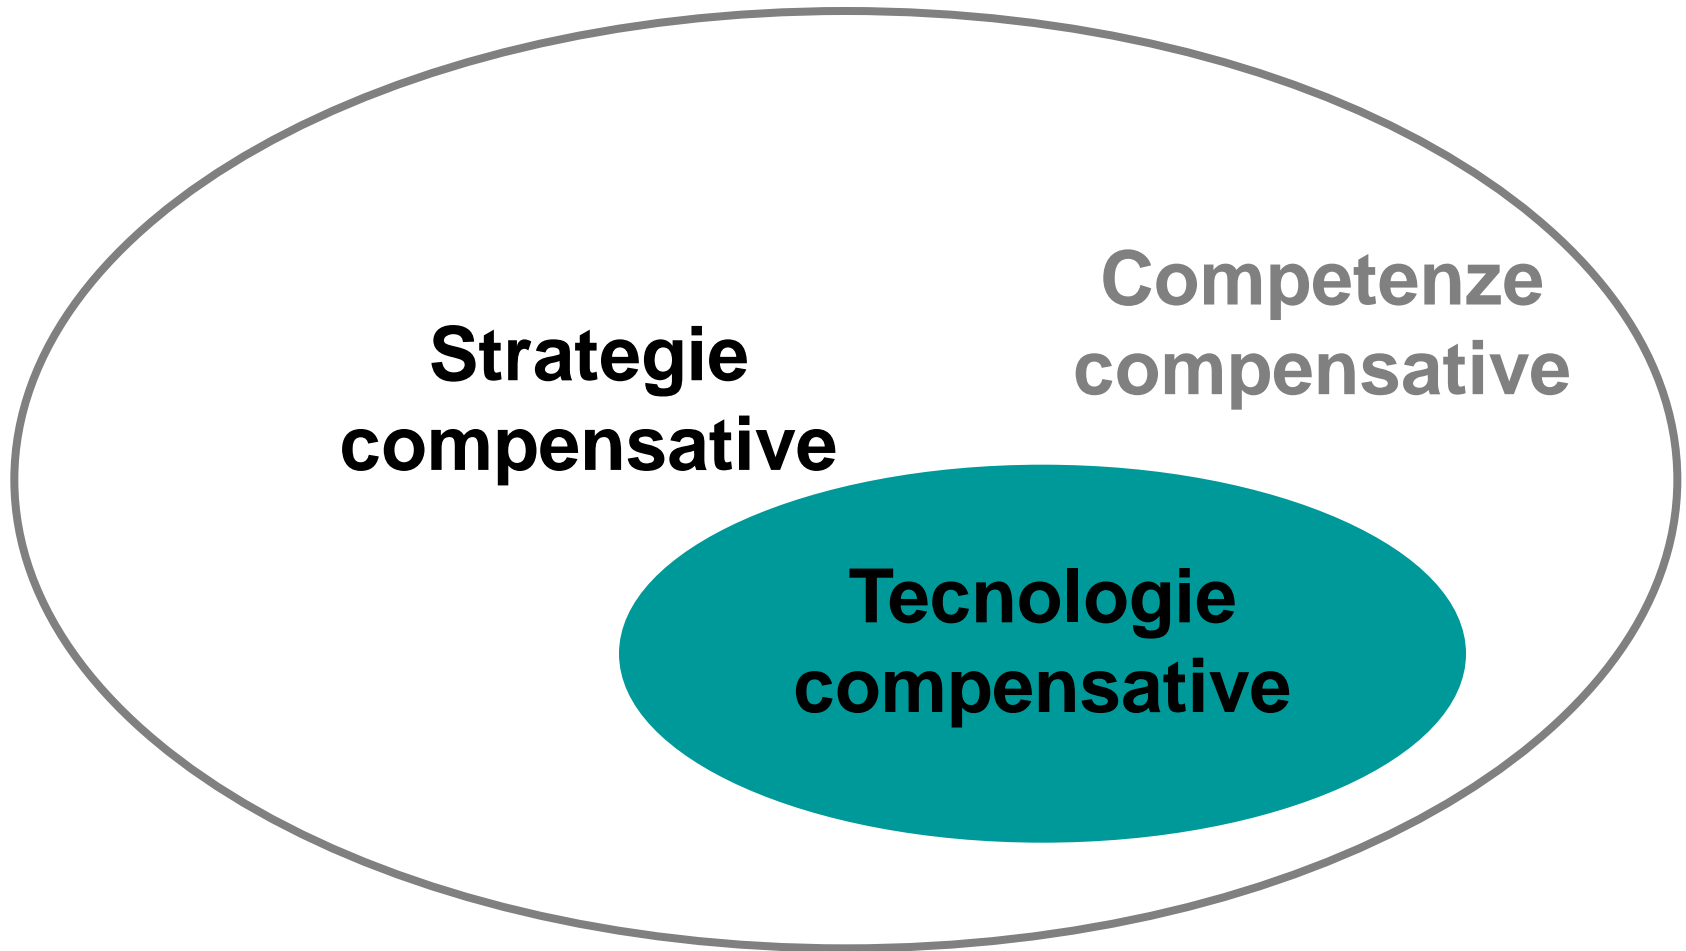 Competenze
compensative
Strategie
compensative
Tecnologie
compensative